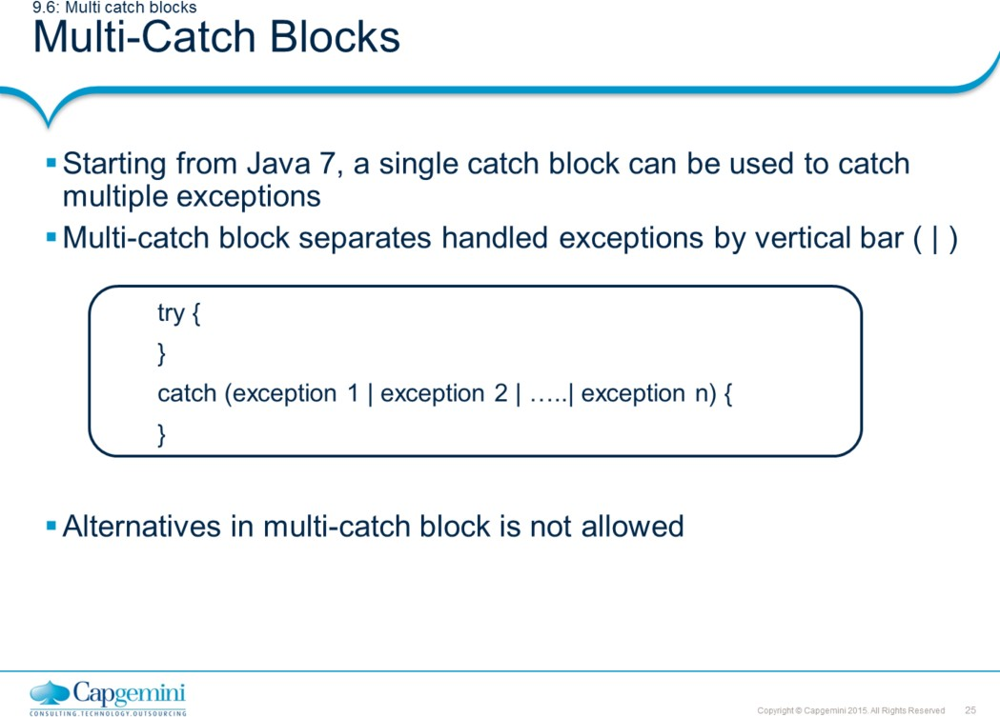 9.6: Multi catch blocks
Multi-Catch Blocks
Starting from Java 7, a single catch block can be used to catch
multiple exceptions
Multi-catch block separates handled exceptions by vertical bar ( | )
try {
}
catch (exception 1 | exception 2 | …..| exception n) {
}
Alternatives in multi-catch block is not allowed
Capgemini
CONSULTING.TECHNOLOGY.OUTSOURCING
Copyright © Capgemini 2015. All Rights Reserved 25